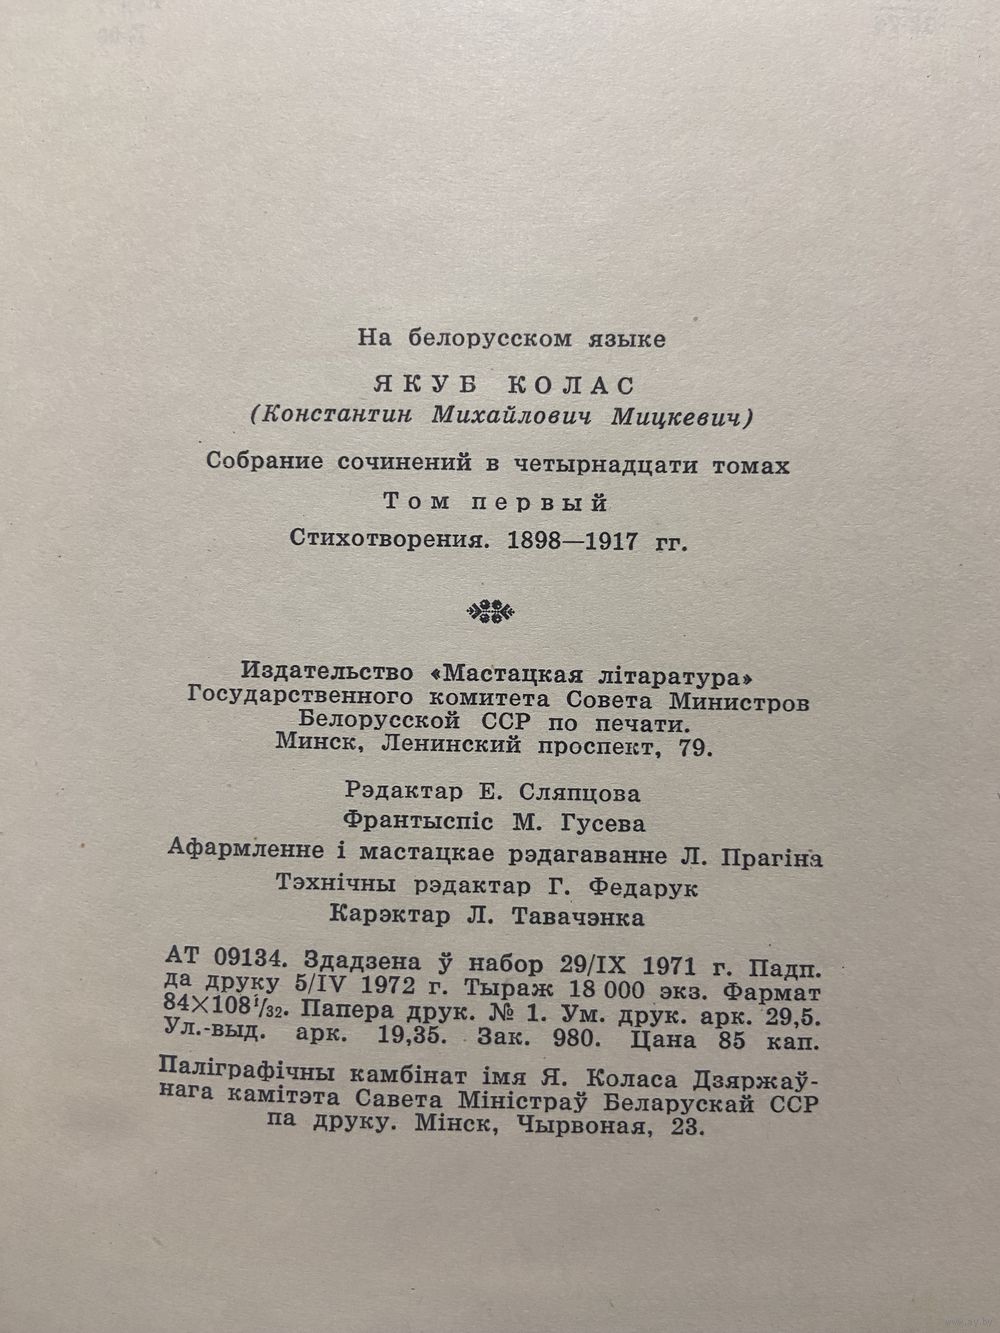 На белорусском языке
ЯКУБ КОЛАС
(Константин Михайлович Мицкевич)
Собрание сочинений в четырнадцати томах
Том первый
Стихотворения. 1898—1917 гг.
Издательство «Мастацкая літаратура»
Государственного комитета Совета Министров
Белорусской ССР по печати.
Минск, Ленинский проспект, 79.
Рэдактар Е. Сляпцова
Франтыспіс М. Гусева
Афармленне і мастацкае рэдагаванне Л. Прагіна
Тэхнічны рэдактар Г. Федарук
Карэктар Л. Тавачэнка
АТ 09134. Здадзена ў набор 29/IX 1971 г. Падп.
да друку 5/IV 1972 г. Тыраж 18 000 экз. Фармат
84×108¹/₃₂. Папера друк. № 1. Ум. друк. арк. 29,5.
Ул.-выд. арк. 19,35. Зак. 980. Цана 85 кап.
Паліграфічны камбінат імя Я. Коласа Дзяржаў-
нага камітэта Савета Міністраў Беларускай ССР
па друку. Мінск, Чырвоная, 23.
www.ay.by